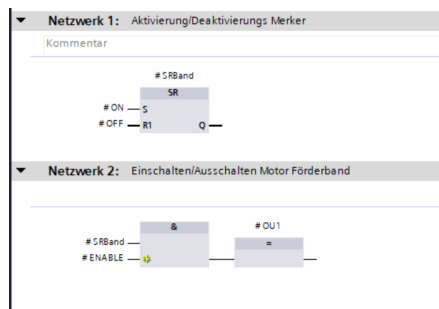 Netzwerk 1: Aktivierung/Deaktivierungs Merker
Kommentar
#SRBand
SR
#ON S
#OFF R1 Q
Netzwerk 2: Einschalten/Ausschalten Motor Förderband
& #OU1
#SRBand =
#ENABLE